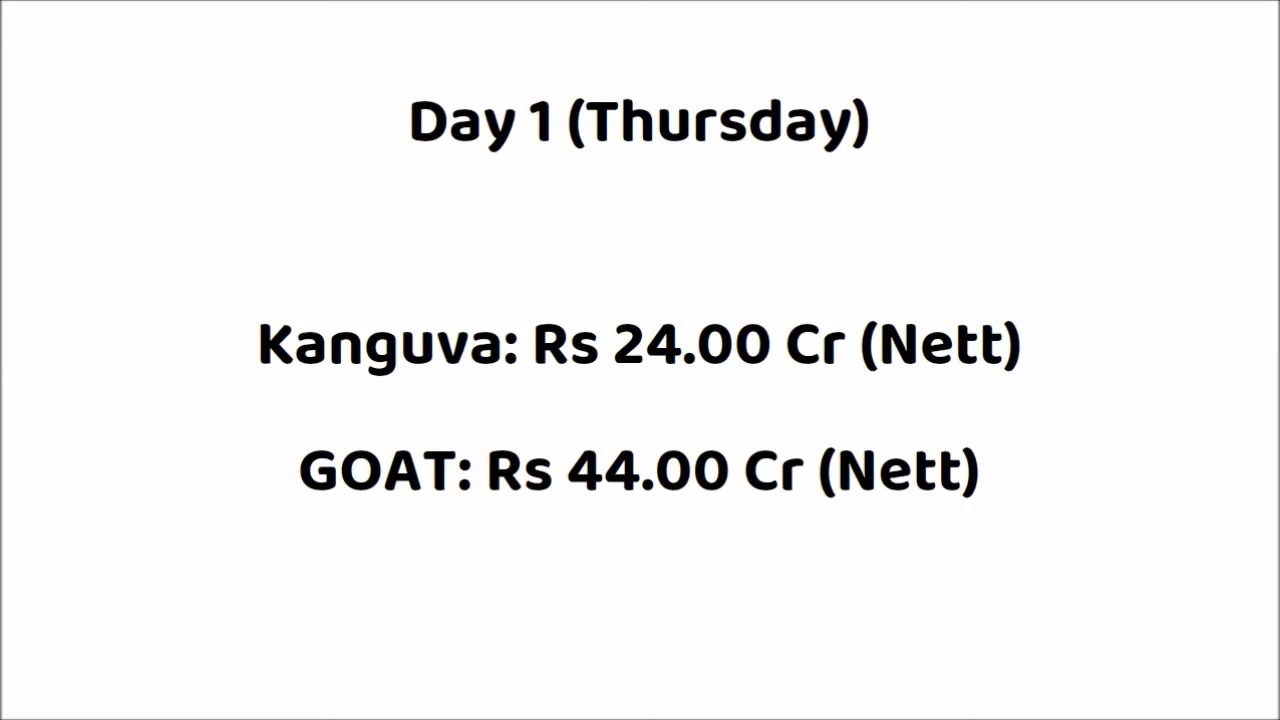 Day 1 (Thursday)
Kanguva: Rs 24.00 Cr (Nett)
GOAT: Rs 44.00 Cr (Nett)